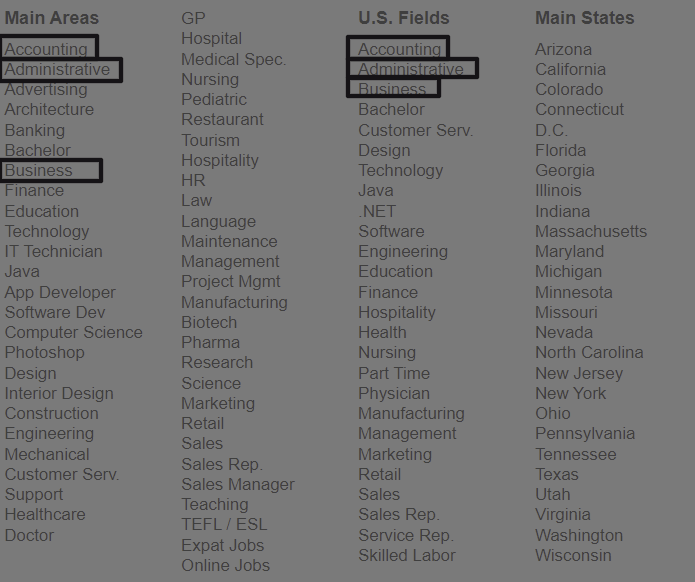 Main Areas
Accounting
Administrative
Advertising
Architecture
Banking
Bachelor
Business
Finance
Education
Technology
IT Technician
Java
App Developer
Software Dev
Computer Science
Photoshop
Design
Interior Design
Construction
Engineering
Mechanical
Customer Serv.
Support
Healthcare
Doctor
GP
Hospital
Medical Spec.
Nursing
Pediatric
Restaurant
Tourism
Hospitality
HR
Law
Language
Maintenance
Management
Project Mgmt
Manufacturing
Biotech
Pharma
Research
Science
Marketing
Retail
Sales
Sales Rep.
Sales Manager
Teaching
TEFL / ESL
Expat Jobs
Online Jobs
U.S. Fields
Accounting
Administrative
Business
Bachelor
Customer Serv.
Design
Technology
Java
.NET
Software
Engineering
Education
Finance
Hospitality
Health
Nursing
Part Time
Physician
Manufacturing
Management
Marketing
Retail
Sales
Sales Rep.
Service Rep.
Skilled Labor
Main States
Arizona
California
Colorado
Connecticut
D.C.
Florida
Georgia
Illinois
Indiana
Massachusetts
Maryland
Michigan
Minnesota
Missouri
Nevada
North Carolina
New Jersey
New York
Ohio
Pennsylvania
Tennessee
Texas
Utah
Virginia
Washington
Wisconsin